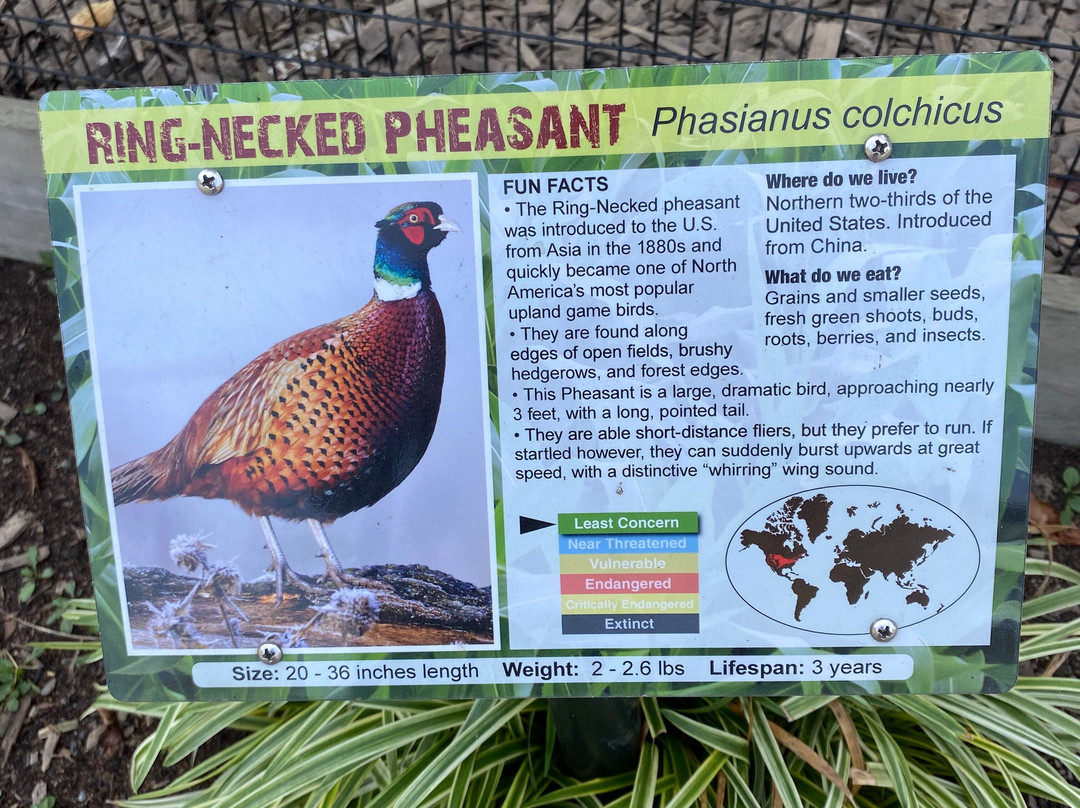 RING-NECKED PHEASANT Phasianus colchicus
FUN FACTS
• The Ring-Necked pheasant
was introduced to the U.S.
from Asia in the 1880s and
quickly became one of North
America's most popular
upland game birds.
• They are found along
edges of open fields, brushy
hedgerows, and forest edges.
• This Pheasant is a large, dramatic bird, approaching nearly
3 feet, with a long, pointed tail.
• They are able short-distance fliers, but they prefer to run. If
startled however, they can suddenly burst upwards at great
speed, with a distinctive “whirring” wing sound.
Where do we live?
Northern two-thirds of the
United States. Introduced
from China.
What do we eat?
Grains and smaller seeds,
fresh green shoots, buds,
roots, berries, and insects.
Least Concern
Near Threatened
Vulnerable
Endangered
Critically Endangered
Extinct
Size: 20 - 36 inches length Weight: 2 - 2.6 lbs Lifespan: 3 years